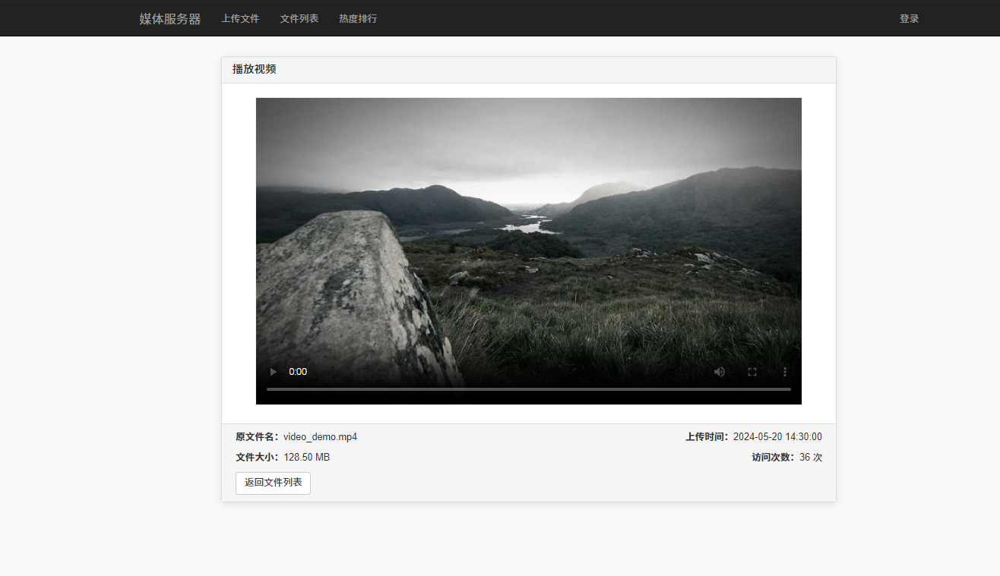 媒体服务器 上传文件 文件列表 热度排行 登录
播放视频
0:00
原文件名：video_demo.mp4 上传时间：2024-05-20 14:30:00
文件大小：128.50 MB 访问次数：36 次
返回文件列表